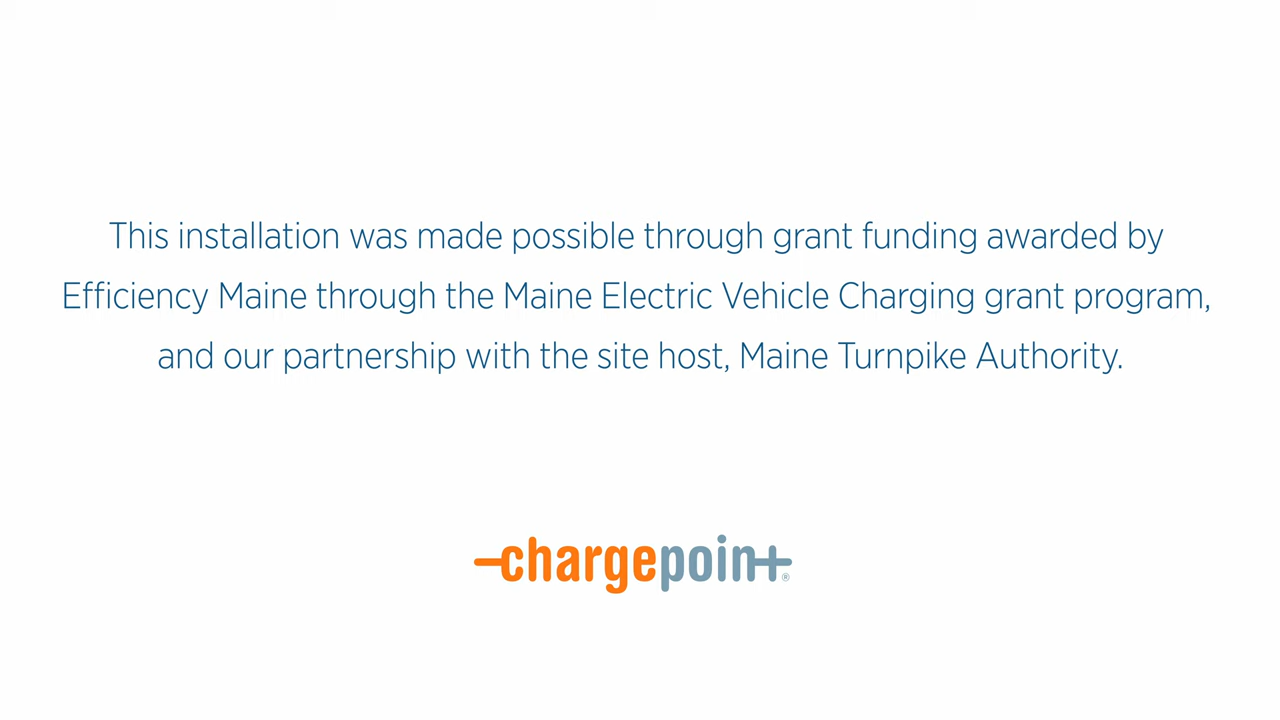 This installation was made possible through grant funding awarded by
Efficiency Maine through the Maine Electric Vehicle Charging grant program,
and our partnership with the site host, Maine Turnpike Authority.
chargepoint®